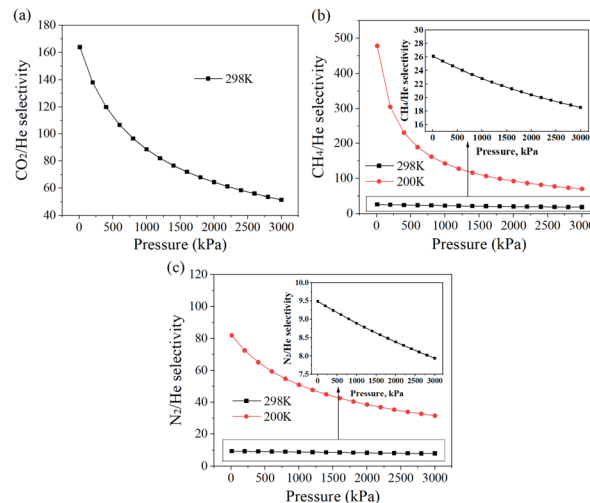 (a)
160
140
120
100
80
60
40
CO₂/He selectivity
298K
0 500 1000 1500 2000 2500 3000
Pressure (kPa)
(b)
500
400
300
200
100
0
CH₄/He selectivity
298K
200K
0 500 1000 1500 2000 2500 3000
Pressure (kPa)
28
26
24
22
20
18
16
CH₄/He selectivity
0 500 1000 1500 2000 2500 3000
Pressure, kPa
(c)
120
100
80
60
40
20
0
N₂/He selectivity
298K
200K
0 500 1000 1500 2000 2500 3000
Pressure (kPa)
10.0
9.5
9.0
8.5
8.0
7.5
N₂/He selectivity
0 500 1000 1500 2000 2500 3000
Pressure, kPa